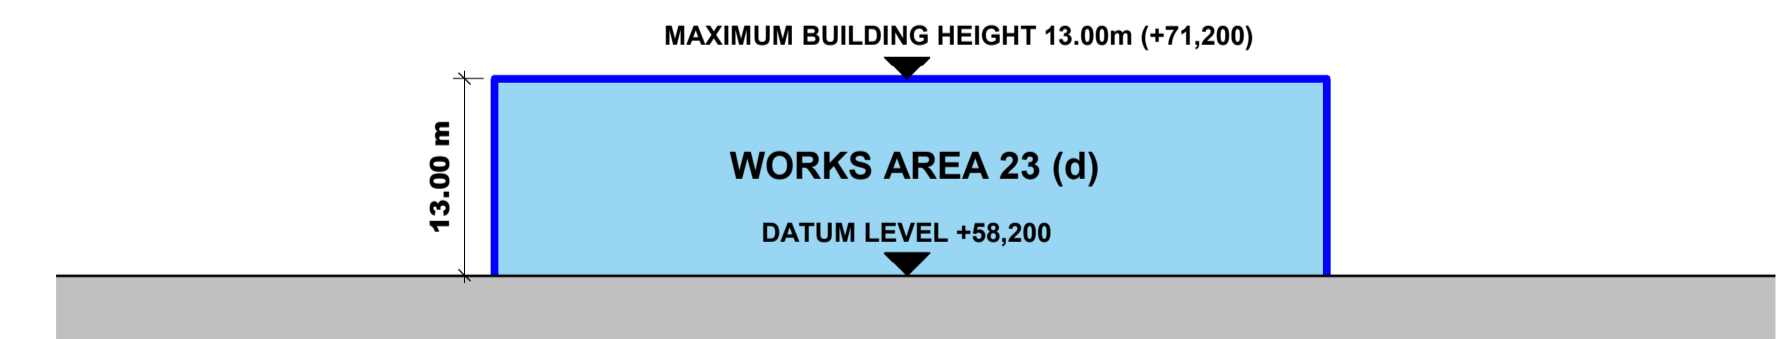 MAXIMUM BUILDING HEIGHT 13.00m (+71,200)
13.00 m
WORKS AREA 23 (d)
DATUM LEVEL +58,200